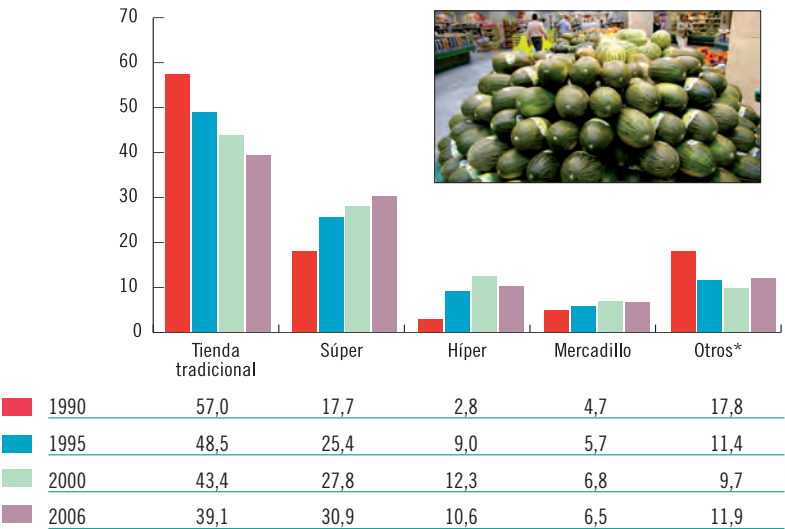 70
60
50
40
30
20
10
0
Tienda tradicional Súper Híper Mercadillo Otros*
1990 57,0 17,7 2,8 4,7 17,8
1995 48,5 25,4 9,0 5,7 11,4
2000 43,4 27,8 12,3 6,8 9,7
2006 39,1 30,9 10,6 6,5 11,9